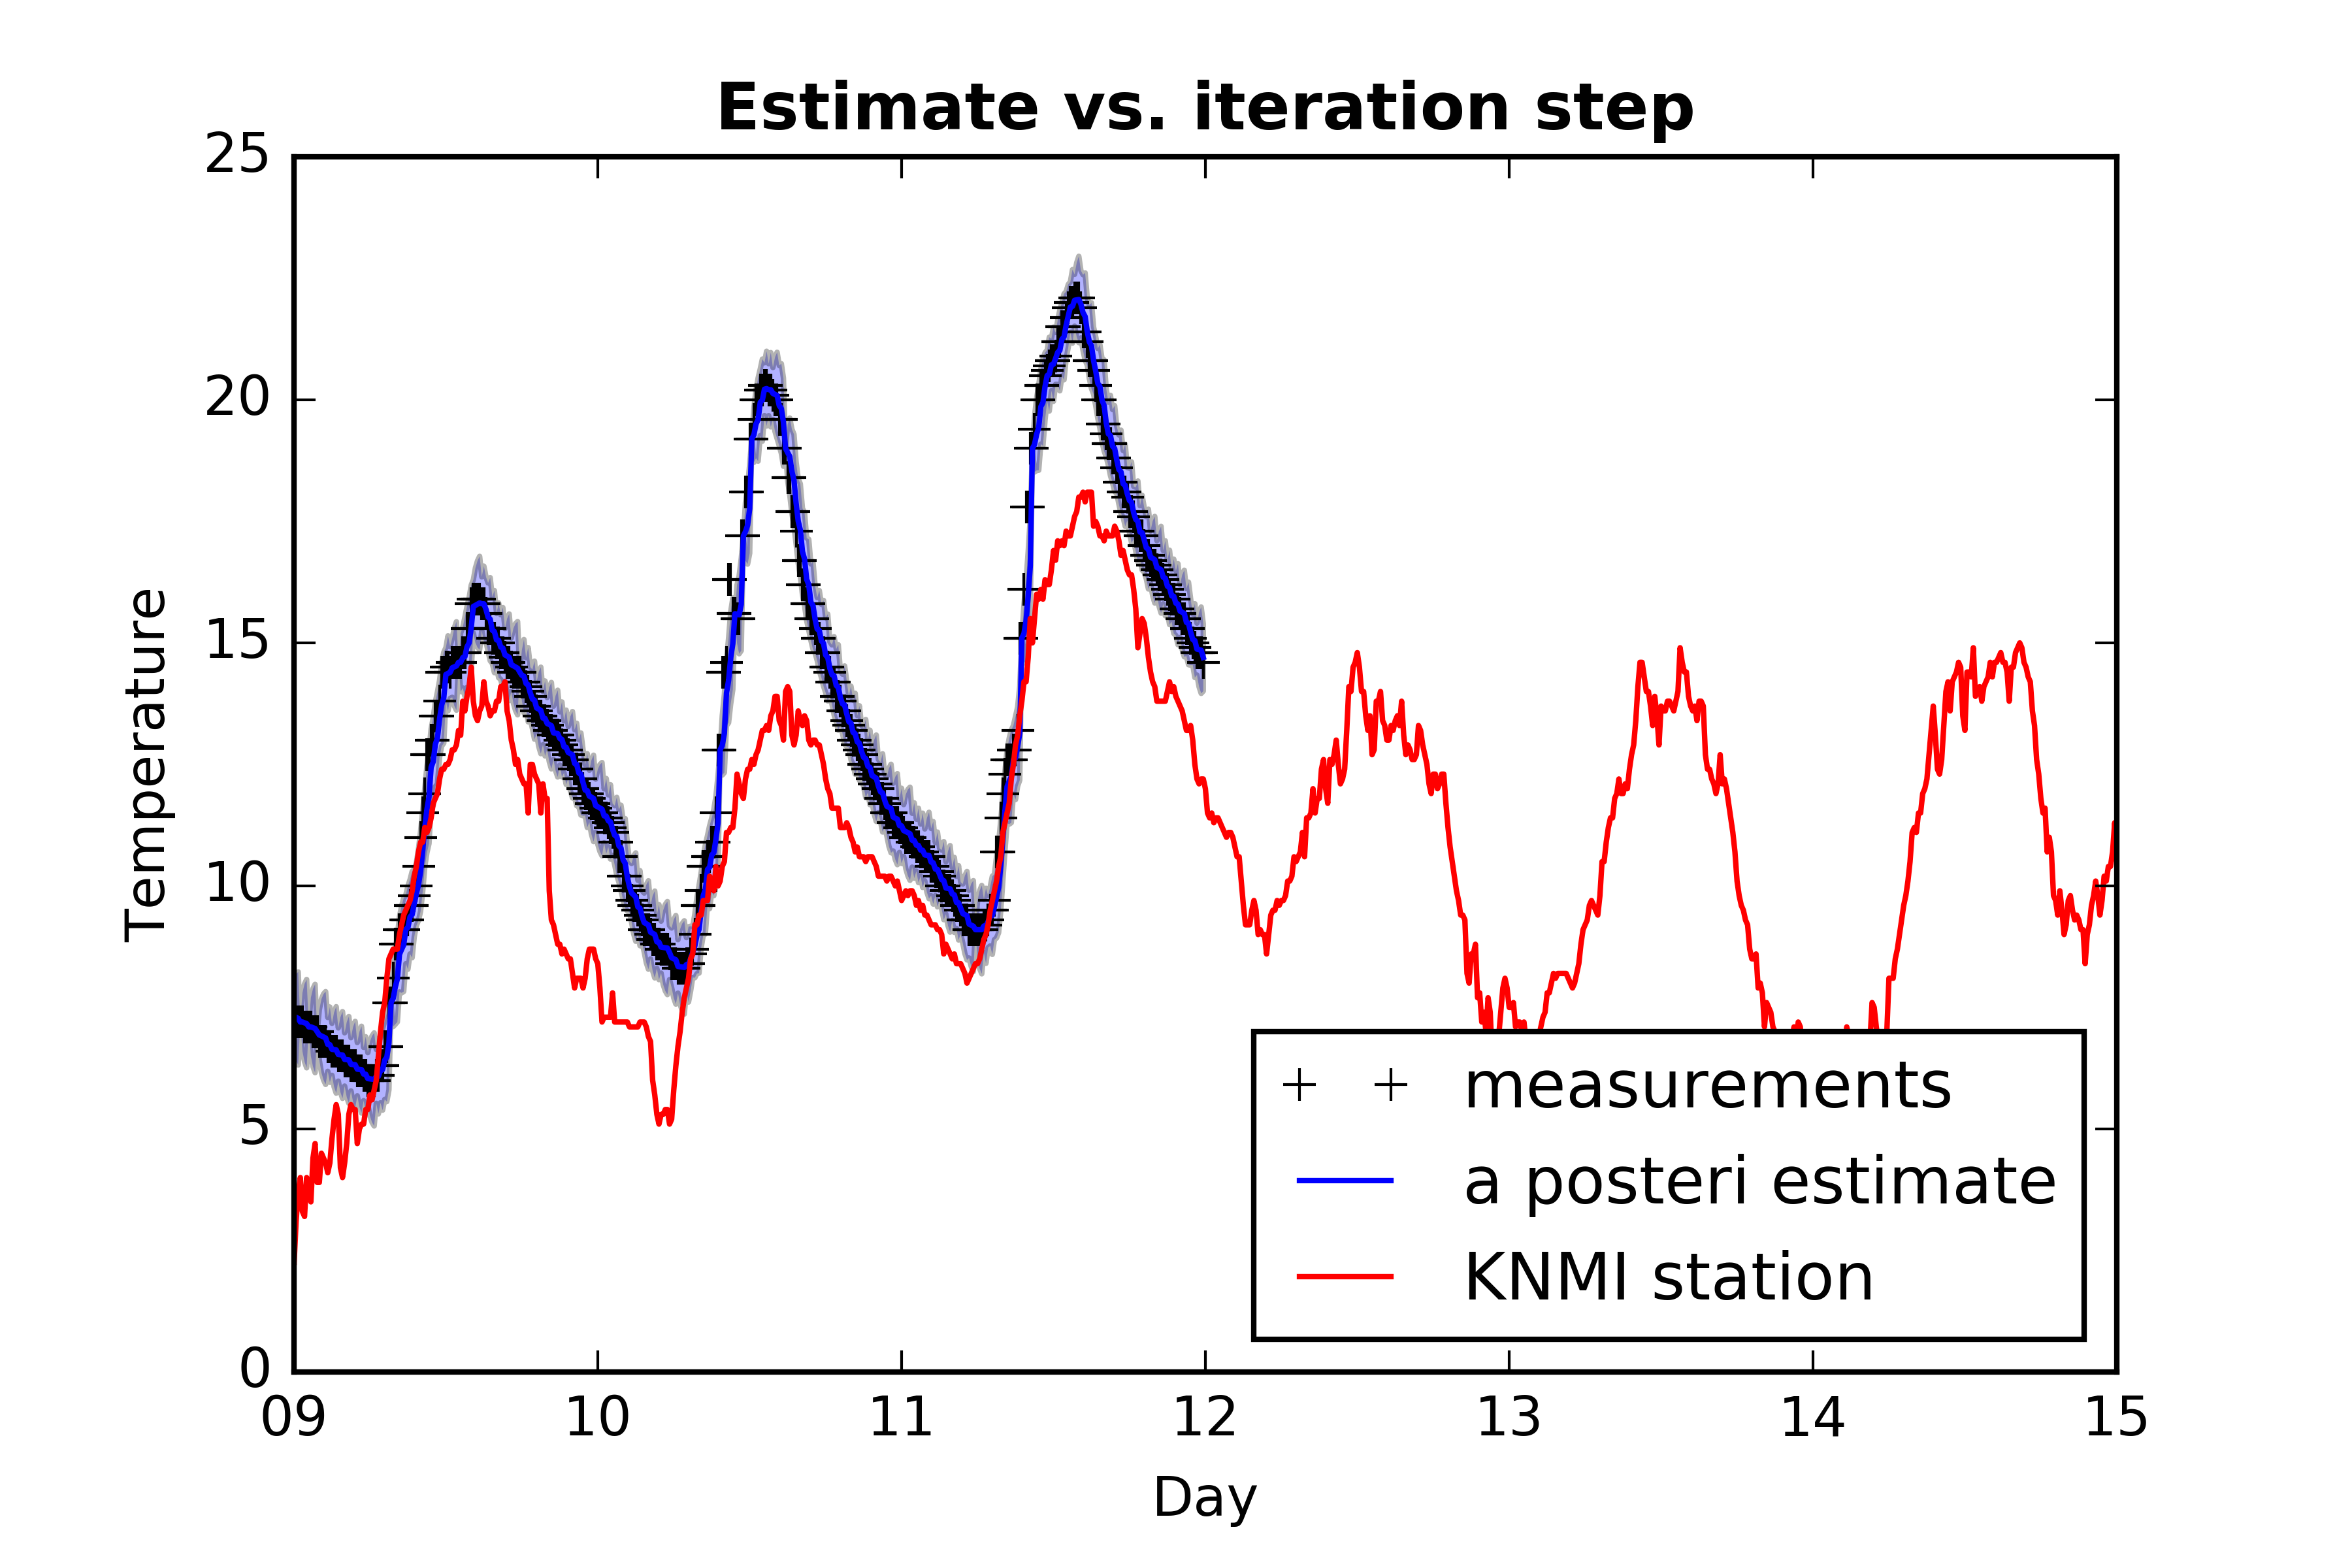 Estimate vs. iteration step
25
20
15
10
5
0
Temperature
09 10 11 12 13 14 15
Day
measurements
a posteri estimate
KNMI station